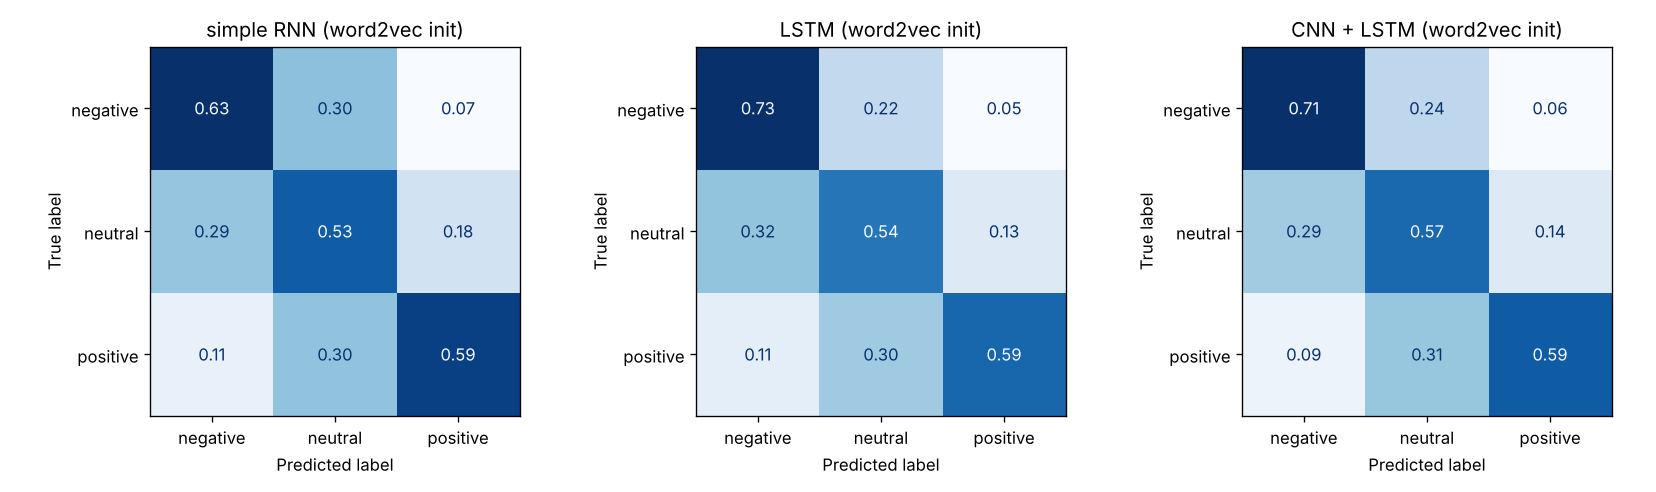 simple RNN (word2vec init)
negative 0.63 0.30 0.07
neutral 0.29 0.53 0.18
positive 0.11 0.30 0.59
negative neutral positive
Predicted label
True label
LSTM (word2vec init)
negative 0.73 0.22 0.05
neutral 0.32 0.54 0.13
positive 0.11 0.30 0.59
negative neutral positive
Predicted label
True label
CNN + LSTM (word2vec init)
negative 0.71 0.24 0.06
neutral 0.29 0.57 0.14
positive 0.09 0.31 0.59
negative neutral positive
Predicted label
True label